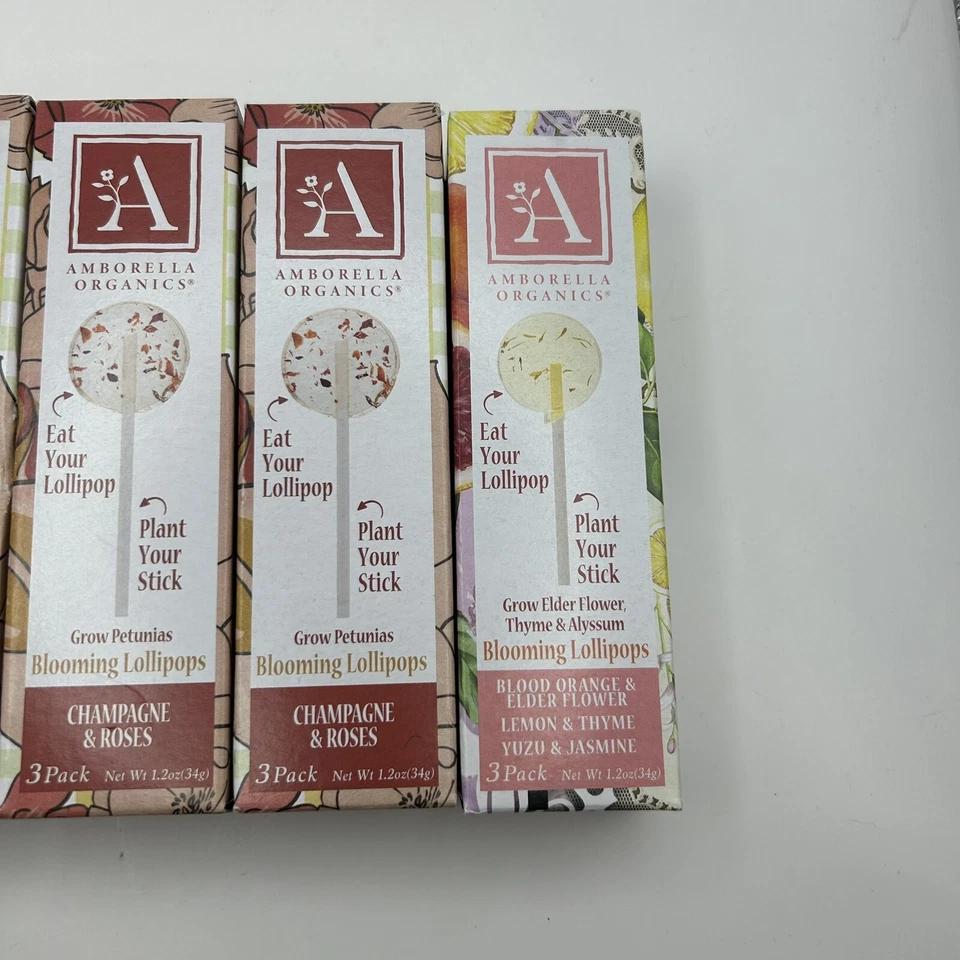 A
AMBORELLA
ORGANICS®
Eat
Your
Lollipop
Plant
Your
Stick
Grow Petunias
Blooming Lollipops
CHAMPAGNE
& ROSES
3 Pack Net Wt 1.2oz(34g)
A
AMBORELLA
ORGANICS®
Eat
Your
Lollipop
Plant
Your
Stick
Grow Petunias
Blooming Lollipops
CHAMPAGNE
& ROSES
3 Pack Net Wt 1.2oz(34g)
A
AMBORELLA
ORGANICS®
Eat
Your
Lollipop
Plant
Your
Stick
Grow Elder Flower,
Thyme & Alyssum
Blooming Lollipops
BLOOD ORANGE &
ELDER FLOWER
LEMON & THYME
YUZU & JASMINE
3 Pack Net Wt 1.2oz(34g)